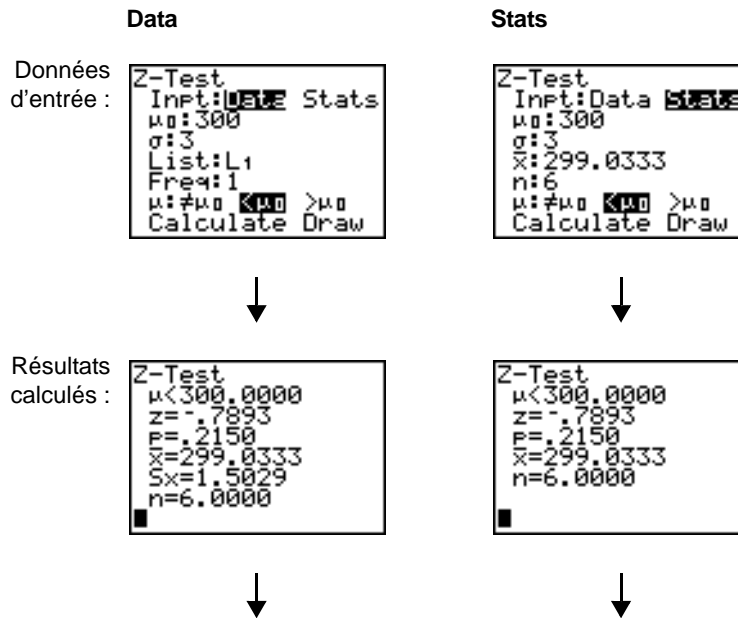 Data
Stats
Données
d'entrée :
Z-Test
Inpt:Data Stats
μ0:300
σ:3
List:L1
Freq:1
μ:≠μ0 <μ0 >μ0
Calculate Draw
Z-Test
Inpt:Data Stats
μ0:300
σ:3
x̄:299.0333
n:6
μ:≠μ0 <μ0 >μ0
Calculate Draw
Résultats
calculés :
Z-Test
μ<300.0000
z=-.7893
p=.2150
x̄=299.0333
Sx=1.5029
n=6.0000
Z-Test
μ<300.0000
z=-.7893
p=.2150
x̄=299.0333
n=6.0000